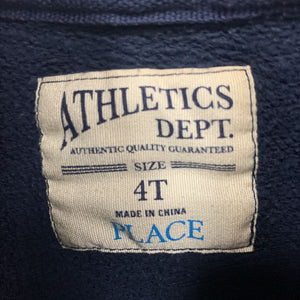 ATHLETICS
DEPT.
AUTHENTIC QUALITY GUARANTEED
SIZE
4T
MADE IN CHINA
PLACE